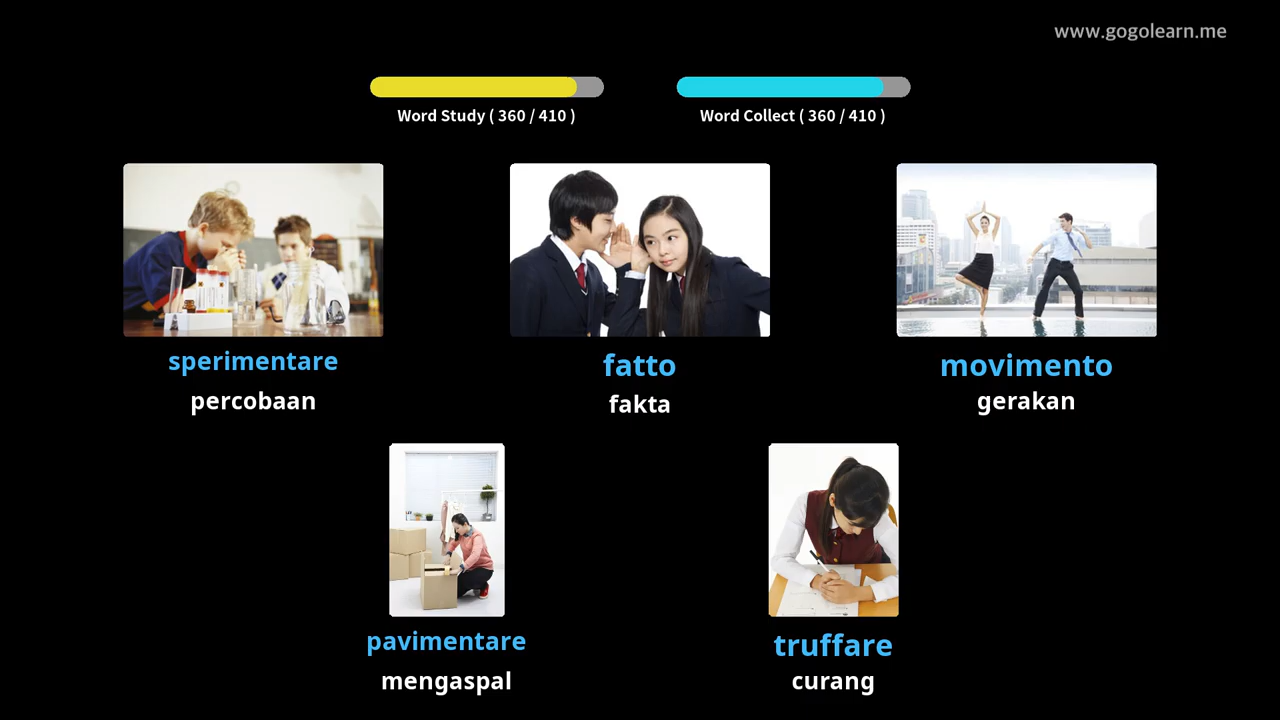 www.gogolearn.me
Word Study ( 360 / 410 )
Word Collect ( 360 / 410 )
sperimentare
percobaan
fatto
fakta
movimento
gerakan
pavimentare
mengaspal
truffare
curang